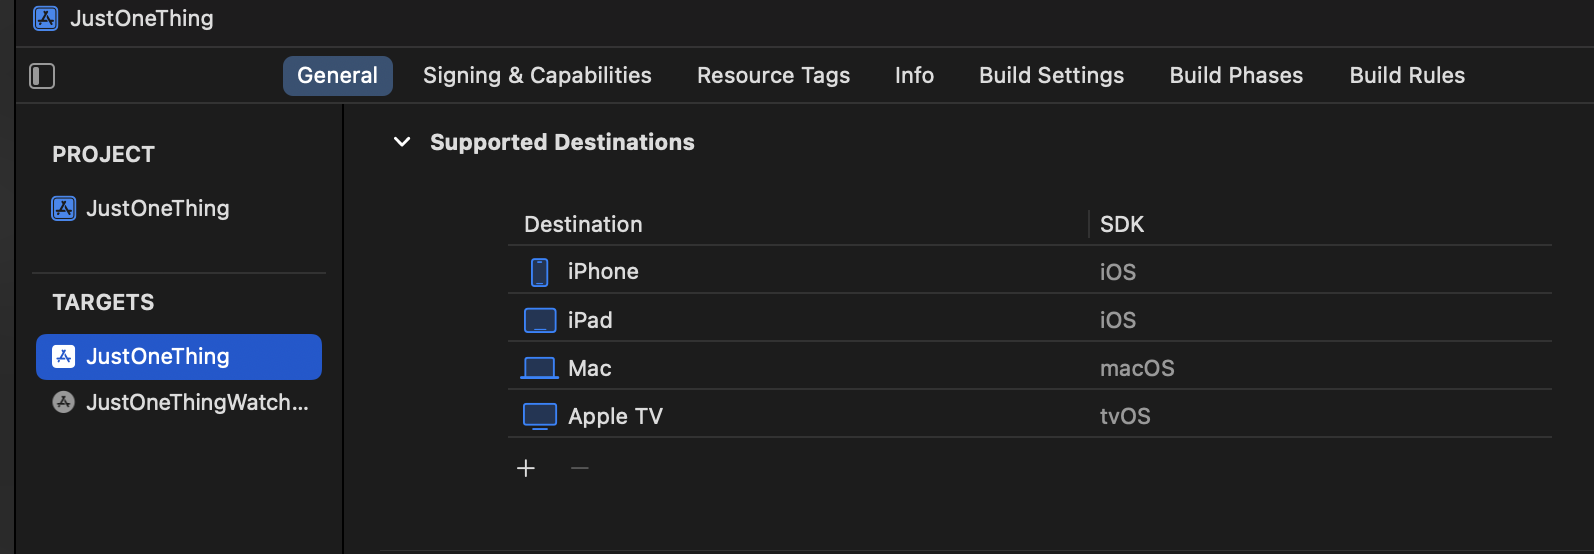 JustOneThing
General Signing & Capabilities Resource Tags Info Build Settings Build Phases Build Rules
PROJECT
JustOneThing
TARGETS
JustOneThing
JustOneThingWatch...
Supported Destinations
Destination SDK
iPhone iOS
iPad iOS
Mac macOS
Apple TV tvOS